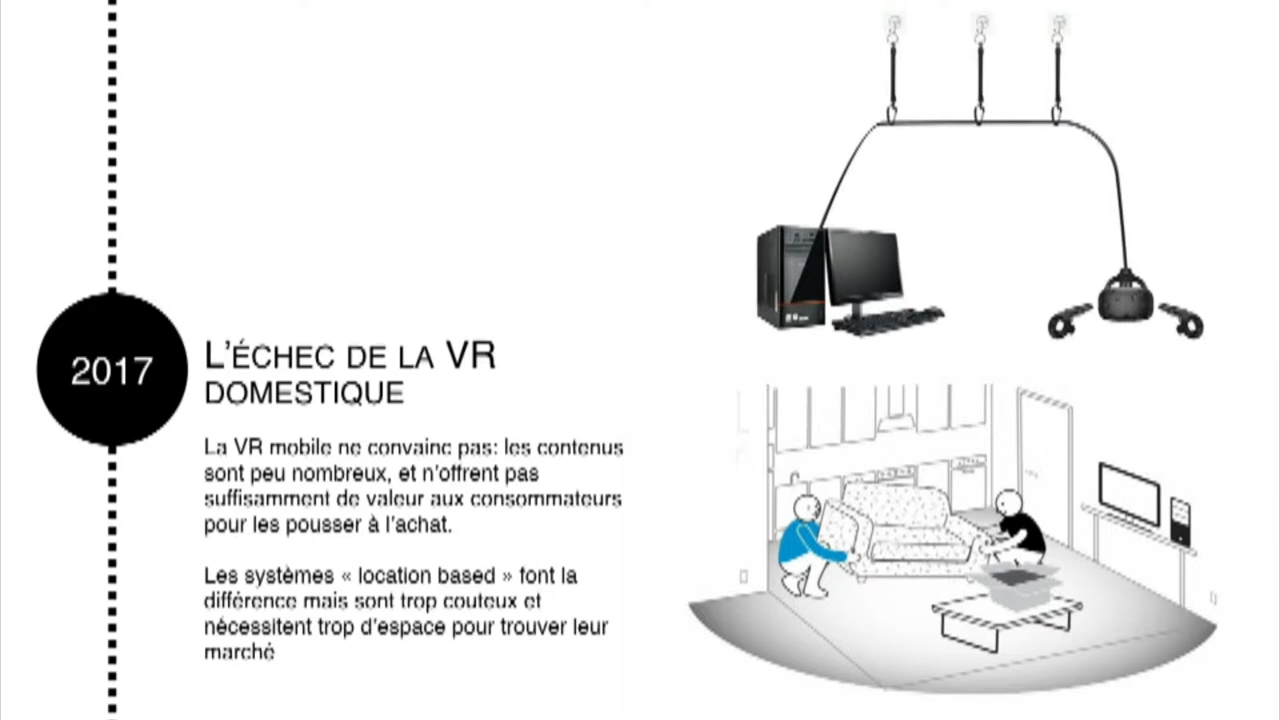 2017
L'ÉCHEC DE LA VR
DOMESTIQUE
La VR mobile ne convainc pas: les contenus
sont peu nombreux, et n'offrent pas
suffisamment de valeur aux consommateurs
pour les pousser à l'achat.
Les systèmes « location based » font la
différence mais sont trop couteux et
nécessitent trop d'espace pour trouver leur
marché